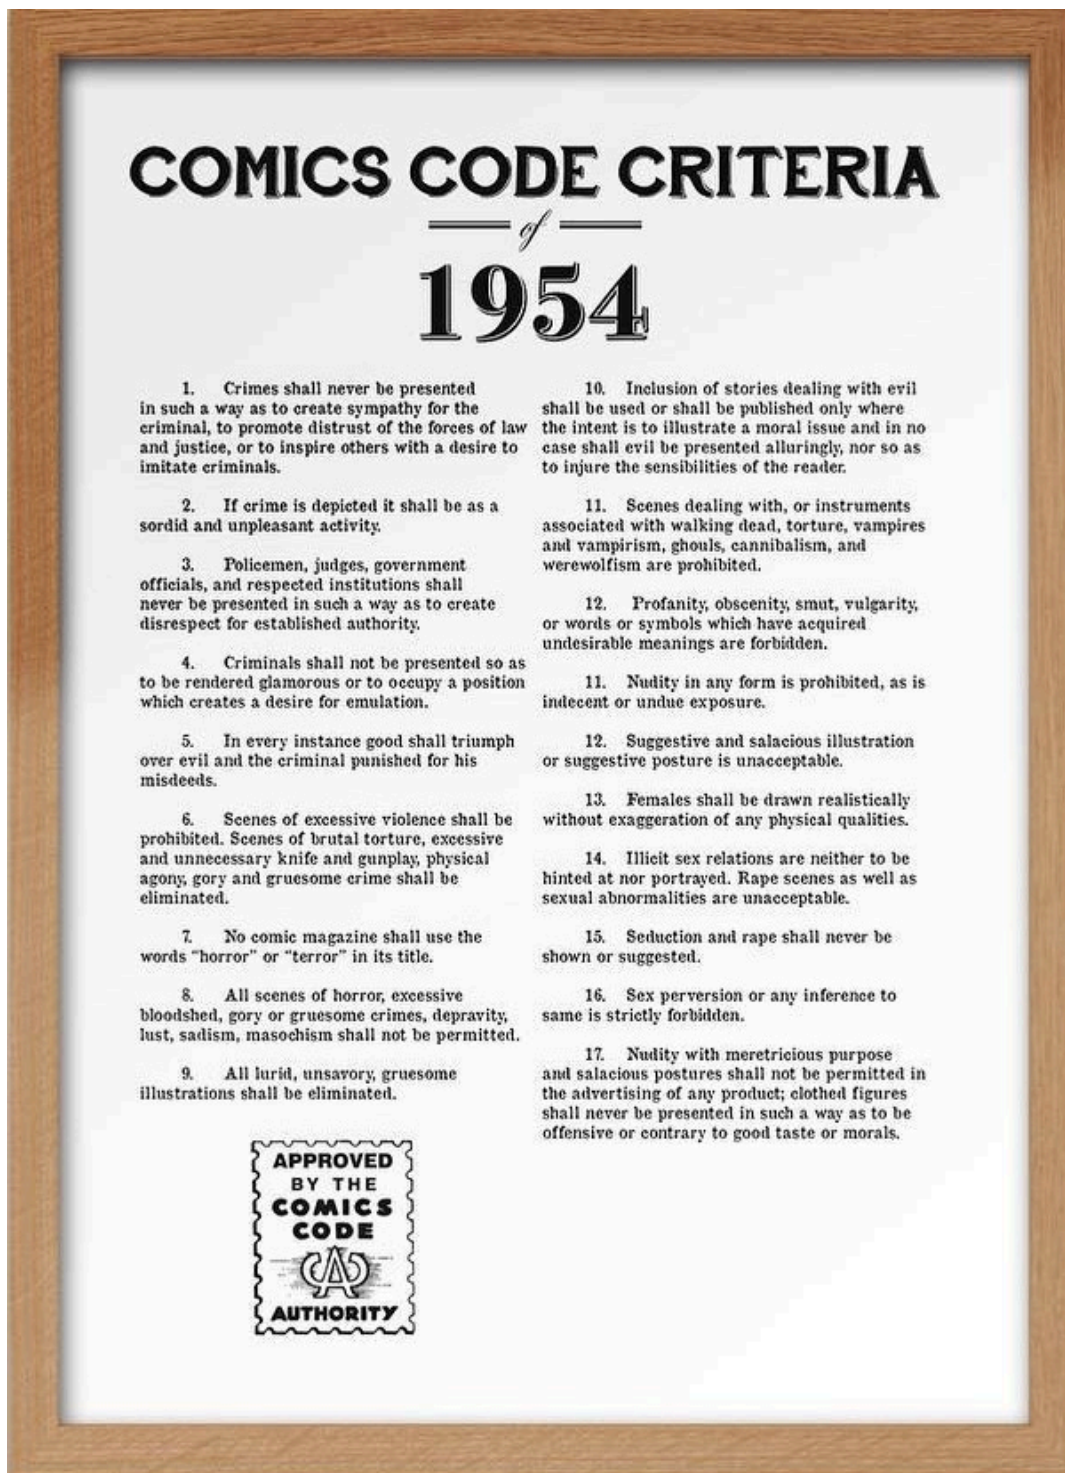 COMICS CODE CRITERIA
of
1954
1. Crimes shall never be presented
in such a way as to create sympathy for the
criminal, to promote distrust of the forces of law
and justice, or to inspire others with a desire to
imitate criminals.
2. If crime is depicted it shall be as a
sordid and unpleasant activity.
3. Policemen, judges, government
officials, and respected institutions shall
never be presented in such a way as to create
disrespect for established authority.
4. Criminals shall not be presented so as
to be rendered glamorous or to occupy a position
which creates a desire for emulation.
5. In every instance good shall triumph
over evil and the criminal punished for his
misdeeds.
6. Scenes of excessive violence shall be
prohibited. Scenes of brutal torture, excessive
and unnecessary knife and gunplay, physical
agony, gory and gruesome crime shall be
eliminated.
7. No comic magazine shall use the
words "horror" or "terror" in its title.
8. All scenes of horror, excessive
bloodshed, gory or gruesome crimes, depravity,
lust, sadism, masochism shall not be permitted.
9. All lurid, unsavory, gruesome
illustrations shall be eliminated.
APPROVED
BY THE
COMICS
CODE
CA
AUTHORITY
10. Inclusion of stories dealing with evil
shall be used or shall be published only where
the intent is to illustrate a moral issue and in no
case shall evil be presented alluringly, nor so as
to injure the sensibilities of the reader.
11. Scenes dealing with, or instruments
associated with walking dead, torture, vampires
and vampirism, ghouls, cannibalism, and
werewolfism are prohibited.
12. Profanity, obscenity, smut, vulgarity,
or words or symbols which have acquired
undesirable meanings are forbidden.
11. Nudity in any form is prohibited, as is
indecent or undue exposure.
12. Suggestive and salacious illustration
or suggestive posture is unacceptable.
13. Females shall be drawn realistically
without exaggeration of any physical qualities.
14. Illicit sex relations are neither to be
hinted at nor portrayed. Rape scenes as well as
sexual abnormalities are unacceptable.
15. Seduction and rape shall never be
shown or suggested.
16. Sex perversion or any inference to
same is strictly forbidden.
17. Nudity with meretricious purpose
and salacious postures shall not be permitted in
the advertising of any product; clothed figures
shall never be presented in such a way as to be
offensive or contrary to good taste or morals.